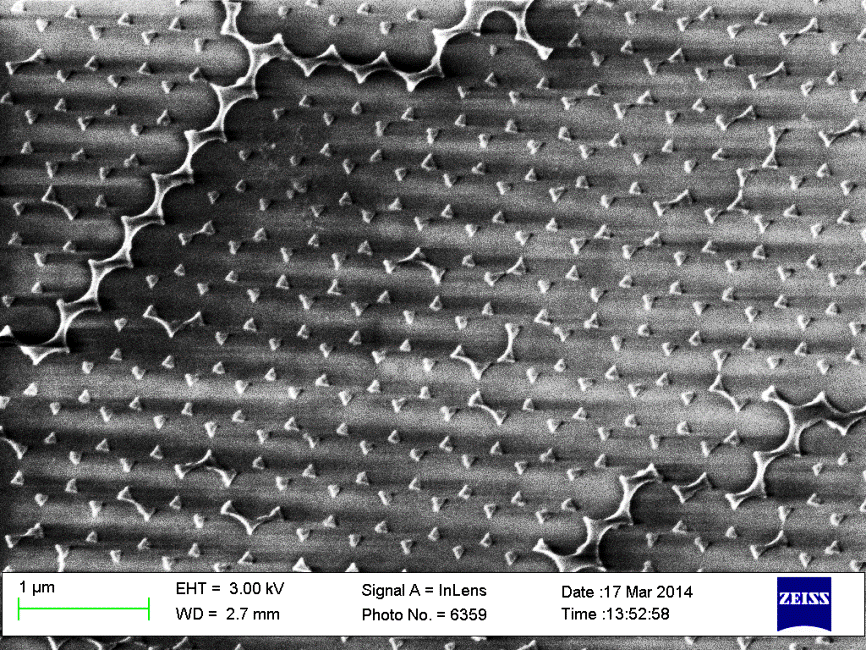 1 µm
EHT = 3.00 kV
Signal A = InLens
Date :17 Mar 2014
ZEISS
WD = 2.7 mm
Photo No. = 6359
Time :13:52:58